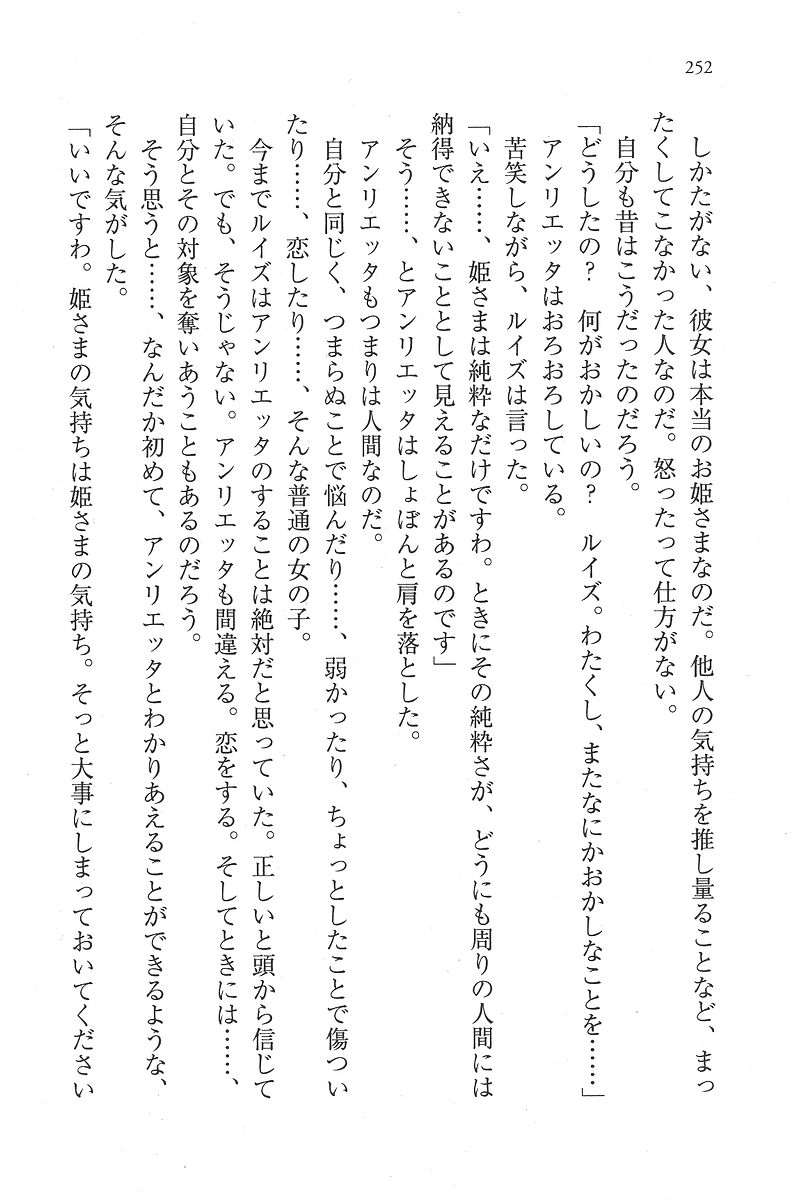 252
　しかたがない、彼女は本当のお姫さまなのだ。他人の気持ちを推し量ることなど、まっ
たくしてこなかった人なのだ。怒ったって仕方がない。
　自分も昔はこうだったのだろう。
「どうしたの？　何がおかしいの？　ルイズ。わたくし、またなにかおかしなことを……」
　アンリエッタはおろおろしている。
　苦笑しながら、ルイズは言った。
「いえ……、姫さまは純粋なだけですわ。ときにその純粋さが、どうにも周りの人間には
納得できないこととして見えることがあるのです」
　そう……、とアンリエッタはしょぼんと肩を落とした。
　アンリエッタもつまりは人間なのだ。
　自分と同じく、つまらぬことで悩んだり……、弱かったり、ちょっとしたことで傷つい
たり……、恋したり……、そんな普通の女の子。
　今までルイズはアンリエッタのすることは絶対だと思っていた。正しいと頭から信じて
いた。でも、そうじゃない。アンリエッタも間違える。恋をする。そしてときには……、
自分とその対象を奪いあうこともあるのだろう。
　そう思うと……、なんだか初めて、アンリエッタとわかりあえることができるような、
そんな気がした。
「いいですわ。姫さまの気持ちは姫さまの気持ち。そっと大事にしまっておいてください